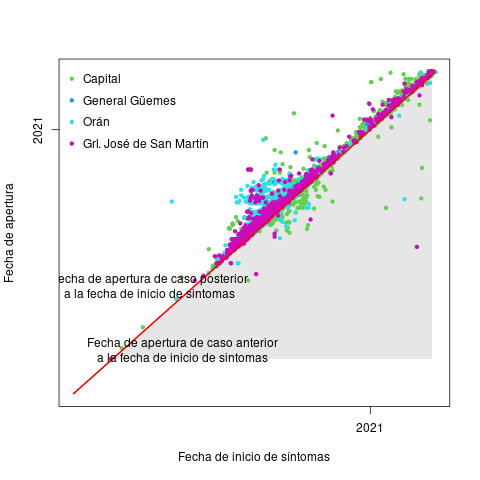 Capital
General Güemes
Orán
Grl. José de San Martín
2021
Fecha de apertura
echa de apertura de caso posterior
a la fecha de inicio de sintomas
Fecha de apertura de caso anterior
a la fecha de inicio de sintomas
2021
Fecha de inicio de síntomas